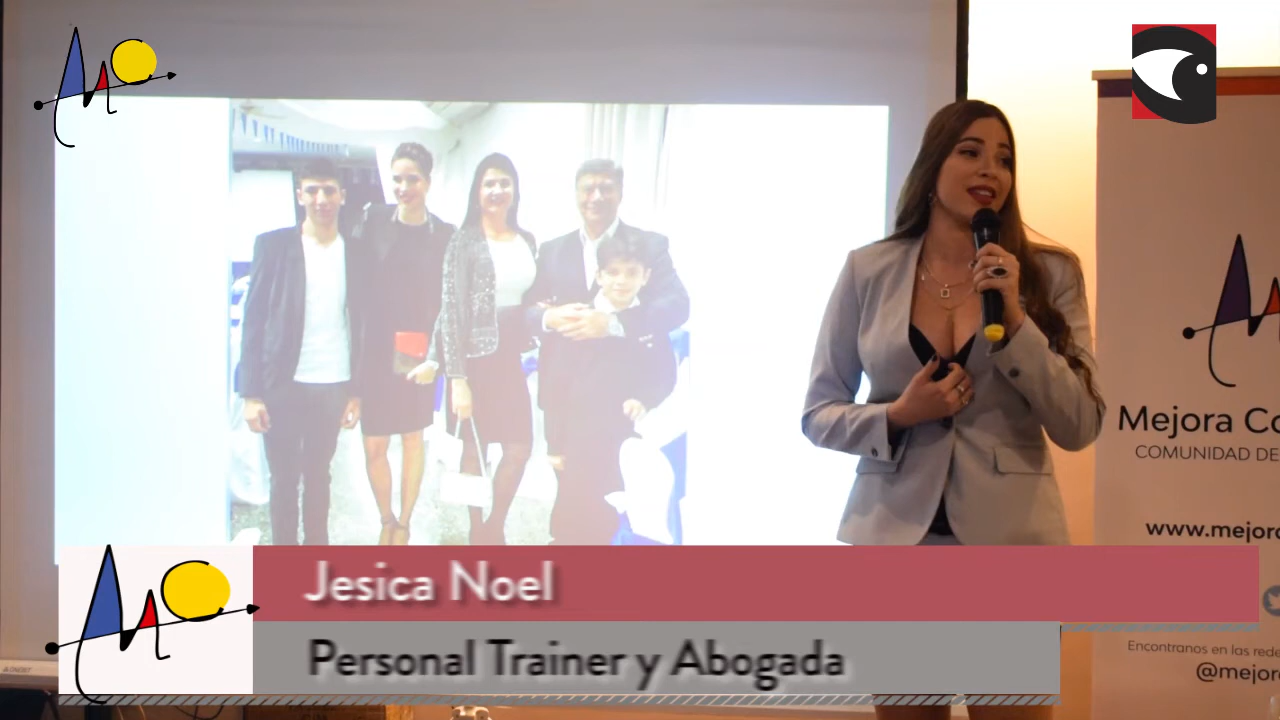 Jesica Noel
Personal Trainer y Abogada
Mejora Co
COMUNIDAD DE
www.mejor
Encontranos en las rede
@mejor